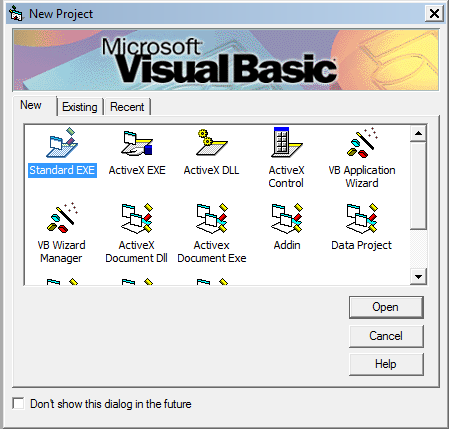 New Project
Microsoft
Visual Basic
New Existing Recent
Standard EXE ActiveX EXE ActiveX DLL ActiveX Control VB Application Wizard
VB Wizard Manager ActiveX Document Dll Activex Document Exe Addin Data Project
Open
Cancel
Help
Don't show this dialog in the future